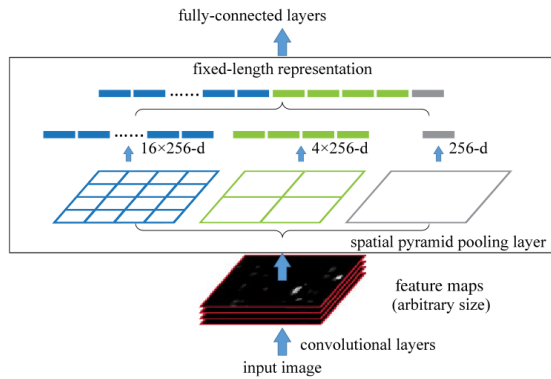 fully-connected layers
fixed-length representation
16×256-d
4×256-d
256-d
spatial pyramid pooling layer
feature maps
(arbitrary size)
convolutional layers
input image